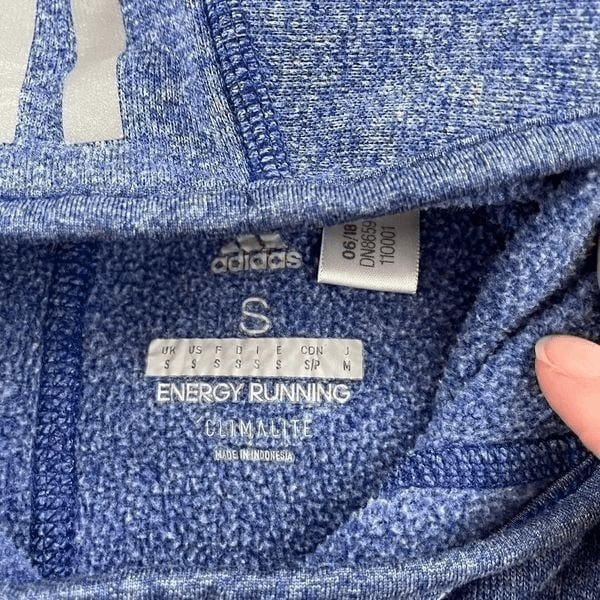 adidas
S
UK US F D I E CDN J
S S S S S S S/P M
ENERGY RUNNING
CLIMALITE
MADE IN INDONESIA
06/18
DN8659
110001